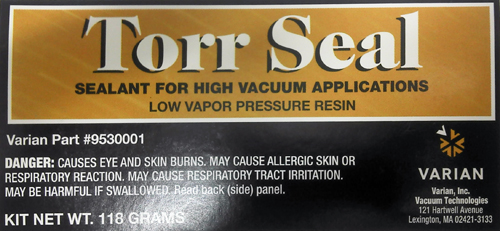 Torr Seal
SEALANT FOR HIGH VACUUM APPLICATIONS
LOW VAPOR PRESSURE RESIN
Varian Part #9530001
DANGER: CAUSES EYE AND SKIN BURNS. MAY CAUSE ALLERGIC SKIN OR
RESPIRATORY REACTION. MAY CAUSE RESPIRATORY TRACT IRRITATION.
MAY BE HARMFUL IF SWALLOWED. Read back (side) panel.
KIT NET WT. 118 GRAMS
VARIAN
Varian, Inc.
Vacuum Technologies
121 Hartwell Avenue
Lexington, MA 02421-3133